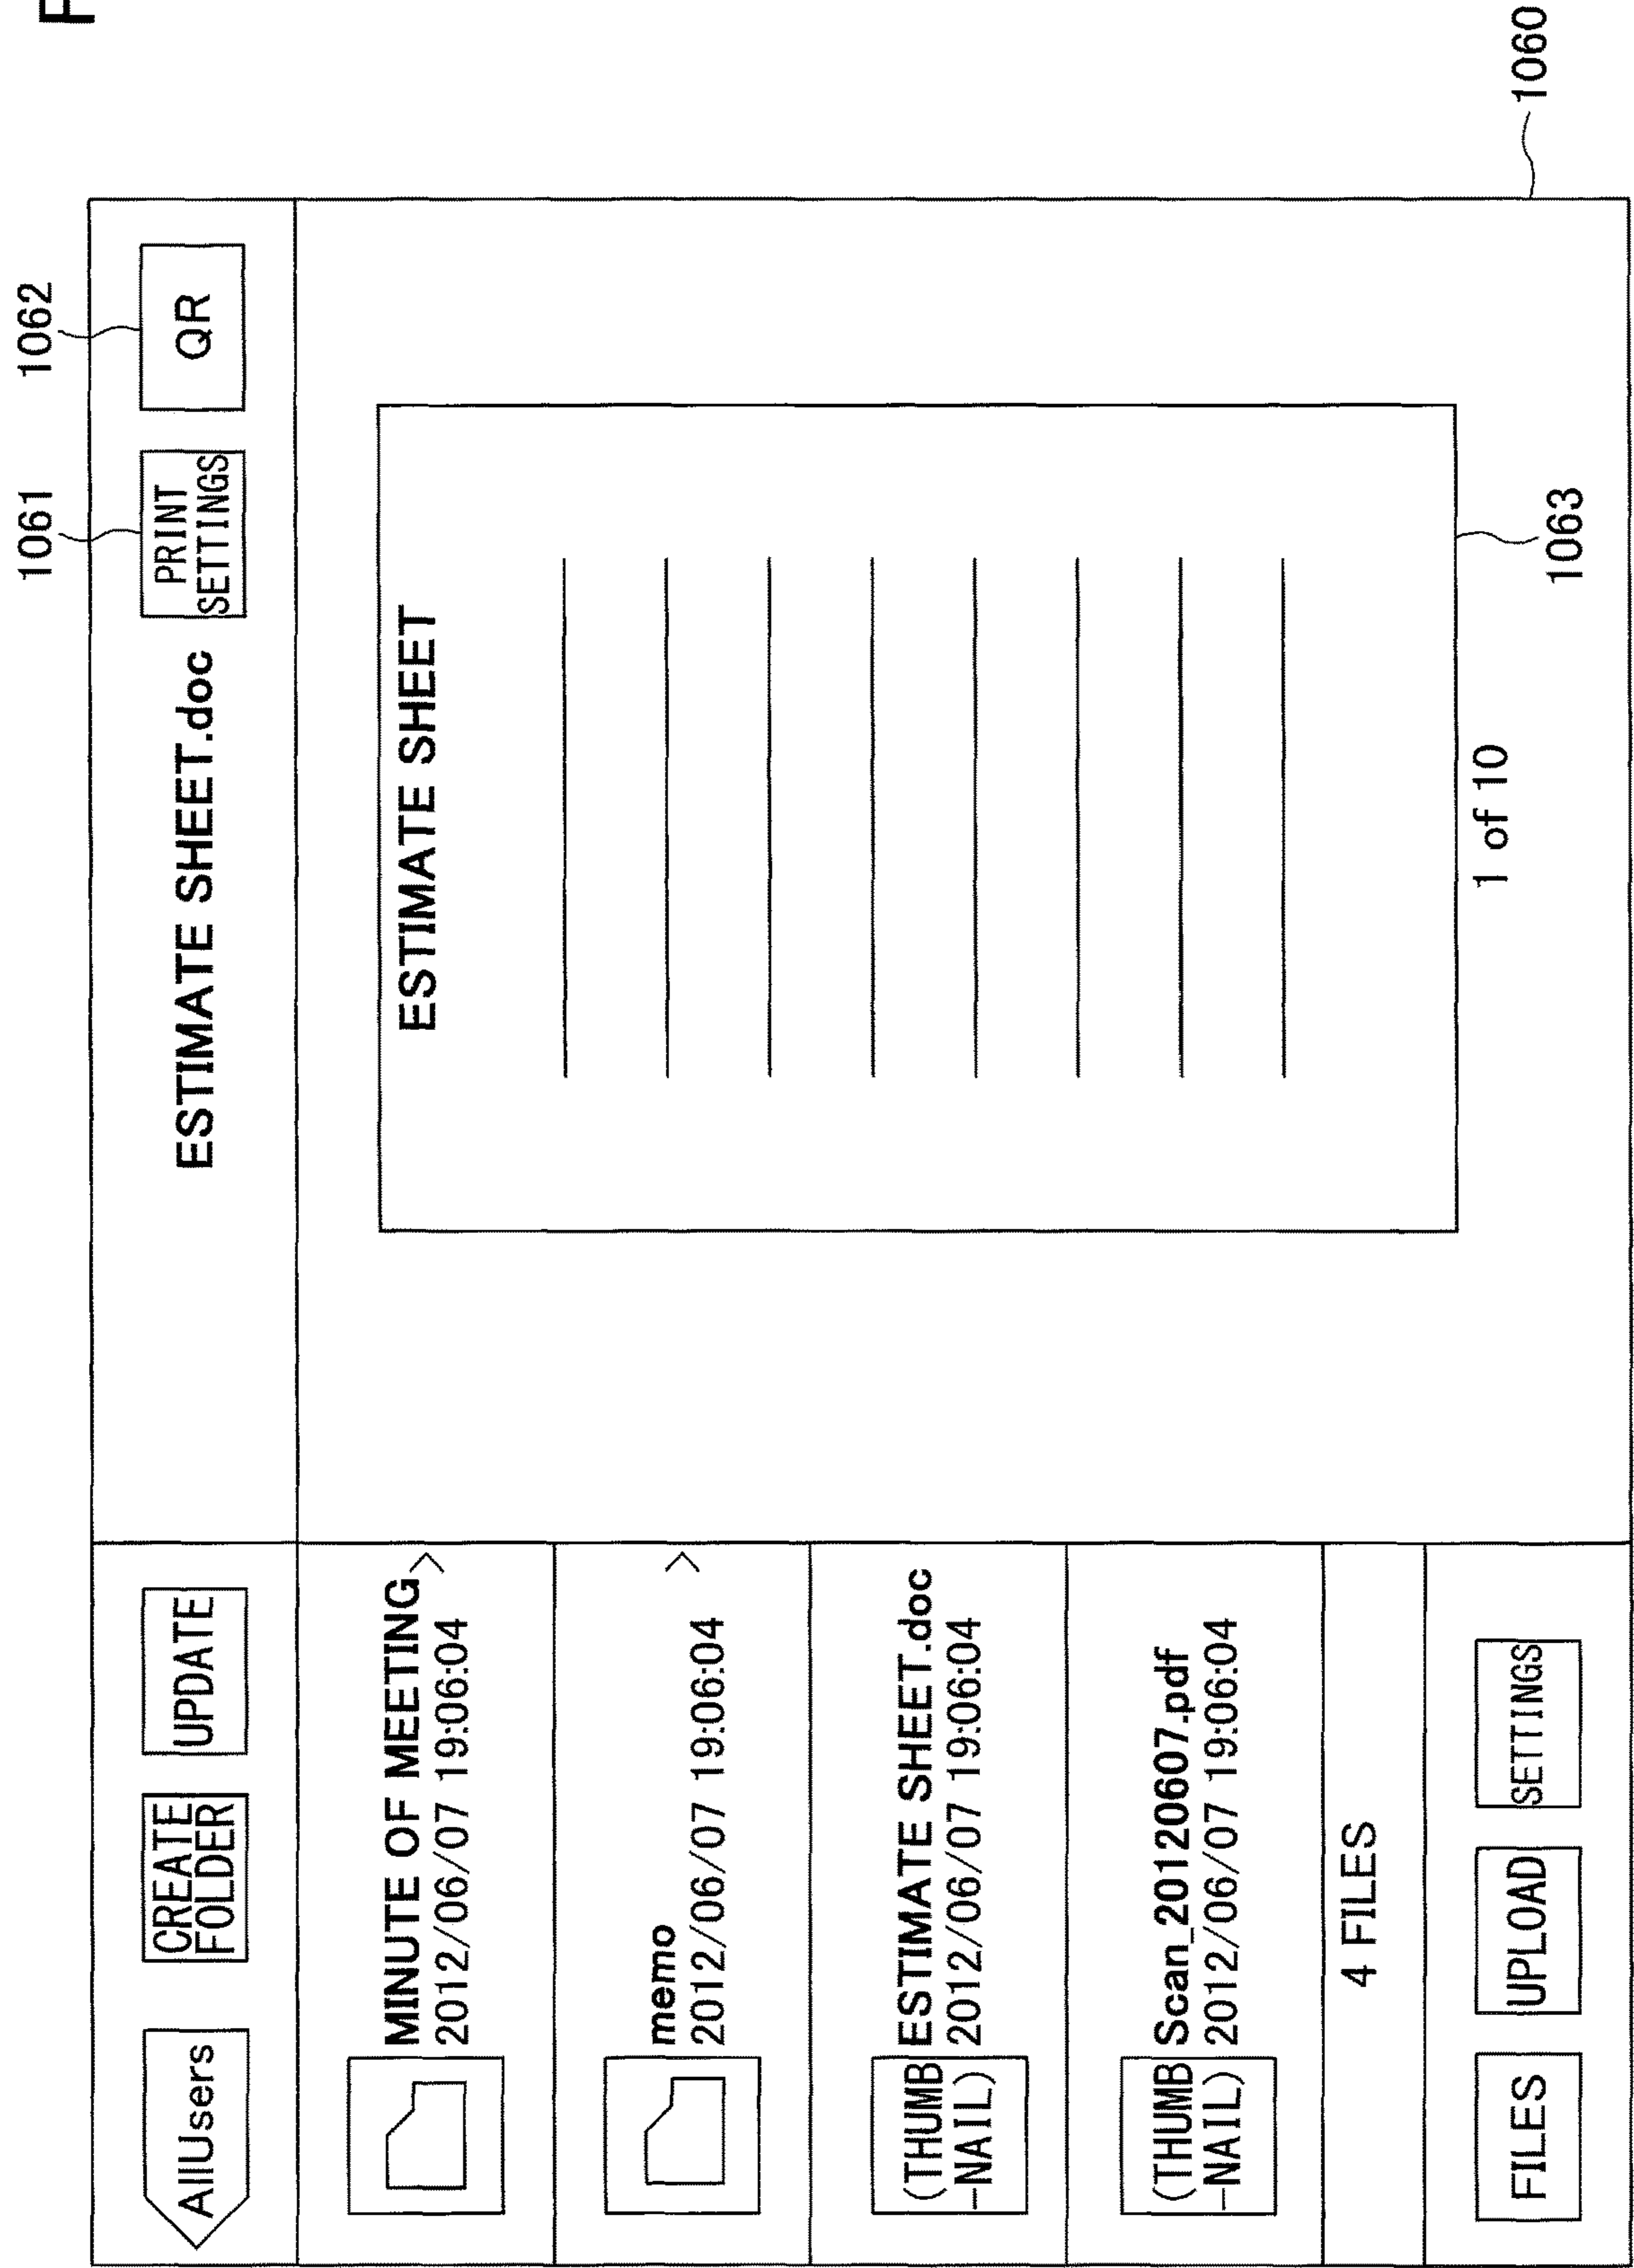 F
1061
1062
AllUsers
CREATE
FOLDER
UPDATE
ESTIMATE SHEET.doc
PRINT
SETTINGS
QR
MINUTE OF MEETING >
2012/06/07 19:06:04
memo
2012/06/07 19:06:04 >
(THUMB
-NAIL)
ESTIMATE SHEET.doc
2012/06/07 19:06:04
(THUMB
-NAIL)
Scan_20120607.pdf
2012/06/07 19:06:04
4 FILES
FILES
UPLOAD
SETTINGS
ESTIMATE SHEET
1 of 10
1063
1060